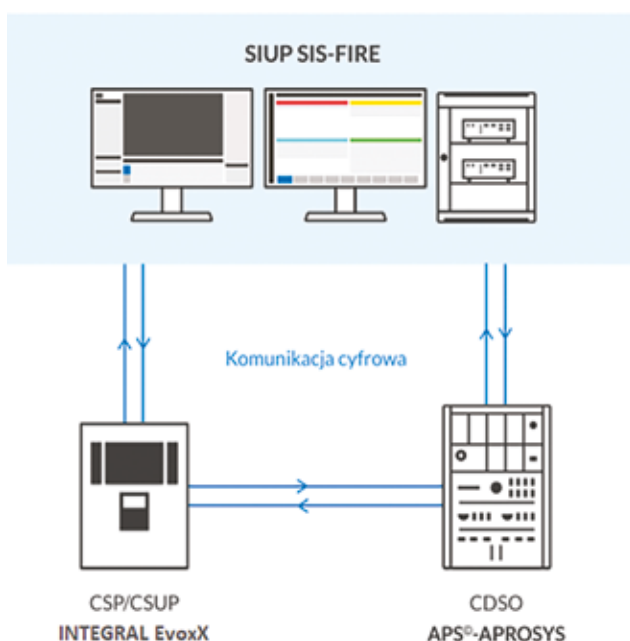 SIUP SIS-FIRE
Komunikacja cyfrowa
CSP/CSUP
INTEGRAL EvoxX
CDSO
APS©-APROSYS